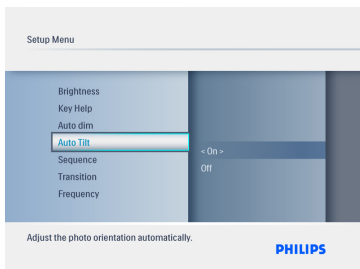 Setup Menu
Brightness
Key Help
Auto dim
Auto Tilt
Sequence
Transition
Frequency
< On >
Off
Adjust the photo orientation automatically.
PHILIPS